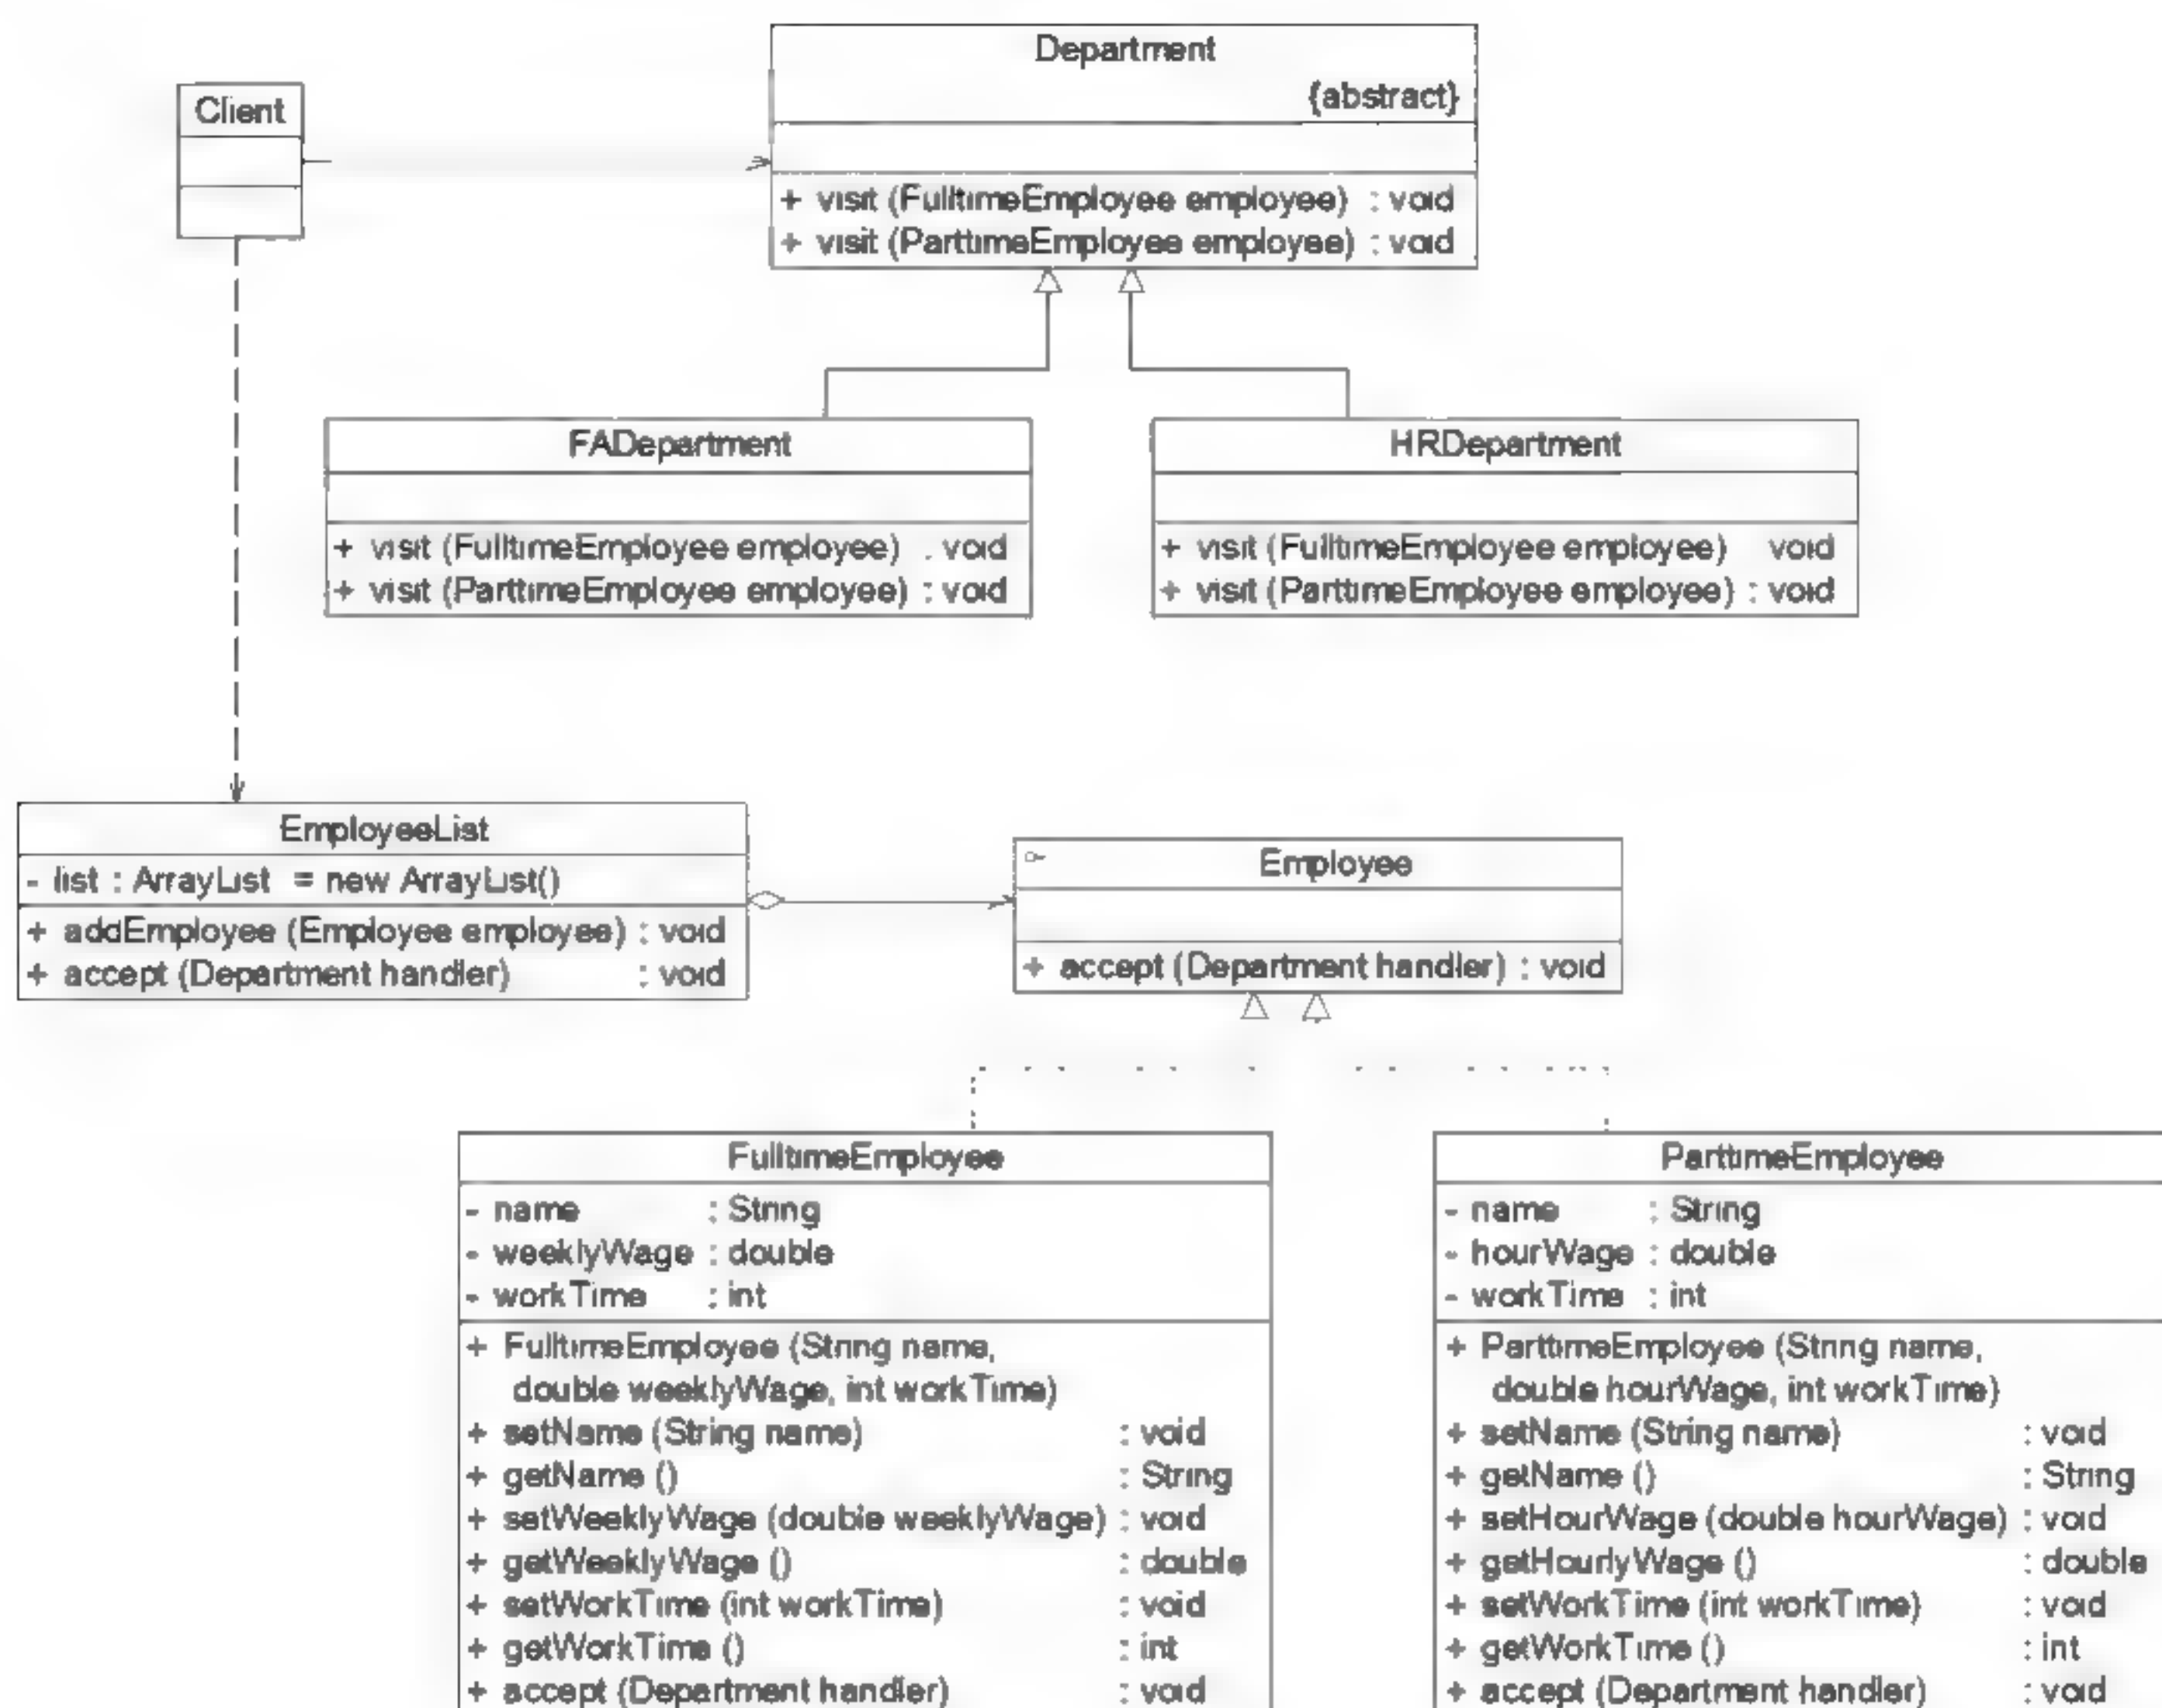 Department
{abstract}
Client
+ visit (FulltimeEmployee employee) : void
+ visit (ParttimeEmployee employee) : void
FADepartment
+ visit (FulltimeEmployee employee) : void
+ visit (ParttimeEmployee employee) : void
HRDepartment
+ visit (FulltimeEmployee employee) void
+ visit (ParttimeEmployee employee) : void
EmployeeList
- list : ArrayList = new ArrayList()
+ addEmployee (Employee employee) : void
+ accept (Department handler) : void
Employee
+ accept (Department handler) : void
FulltimeEmployee
- name : String
- weeklyWage : double
- workTime : int
+ FulltimeEmployee (String name,
double weeklyWage, int workTime)
+ setName (String name) : void
+ getName () : String
+ setWeeklyWage (double weeklyWage) : void
+ getWeeklyWage () : double
+ setWorkTime (int workTime) : void
+ getWorkTime () : int
+ accept (Department handler) : void
ParttimeEmployee
- name : String
- hourWage : double
- workTime : int
+ ParttimeEmployee (String name,
double hourWage, int workTime)
+ setName (String name) : void
+ getName () : String
+ setHourWage (double hourWage) : void
+ getHourlyWage () : double
+ setWorkTime (int workTime) : void
+ getWorkTime () : int
+ accept (Department handler) : void